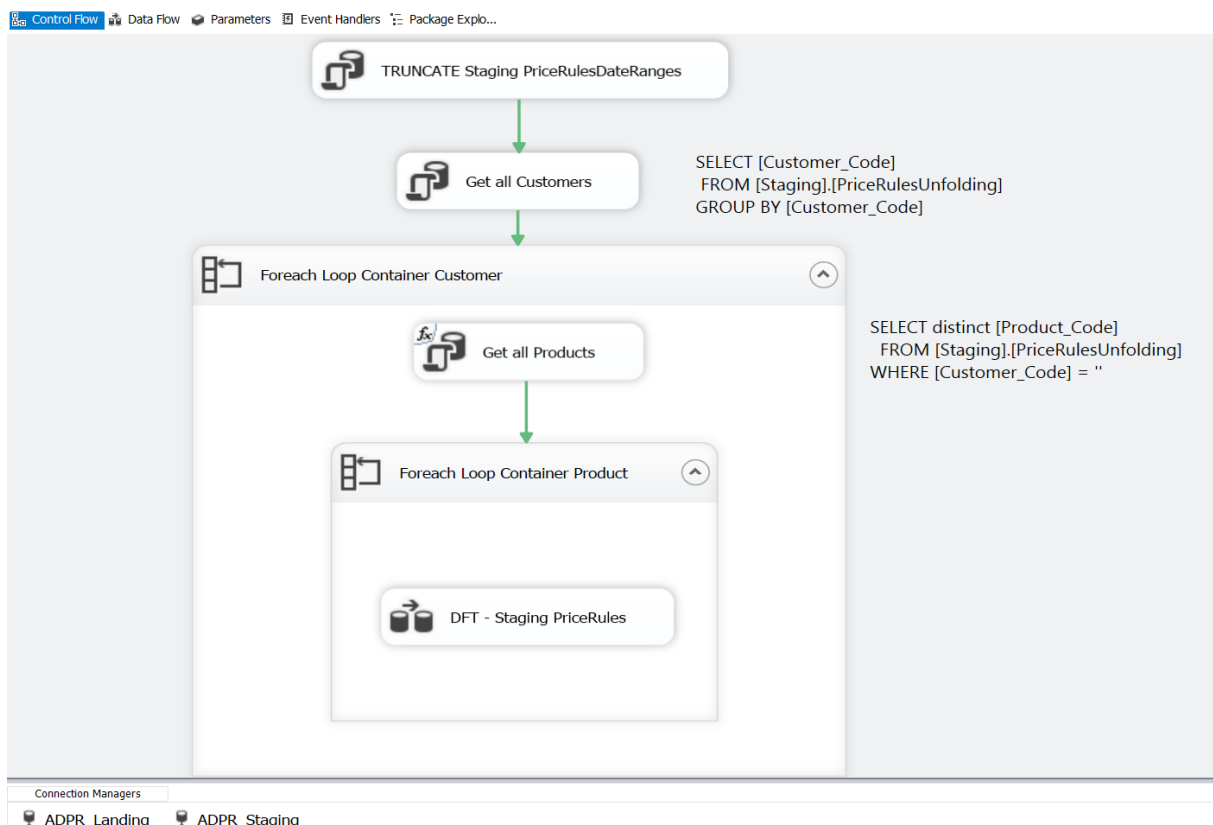 Control Flow Data Flow Parameters Event Handlers Package Explo...
TRUNCATE Staging PriceRulesDateRanges
Get all Customers
SELECT [Customer_Code]
FROM [Staging].[PriceRulesUnfolding]
GROUP BY [Customer_Code]
Foreach Loop Container Customer
fx
Get all Products
SELECT distinct [Product_Code]
FROM [Staging].[PriceRulesUnfolding]
WHERE [Customer_Code] = ''
Foreach Loop Container Product
DFT - Staging PriceRules
Connection Managers
ADPR_Landing ADPR_Staging